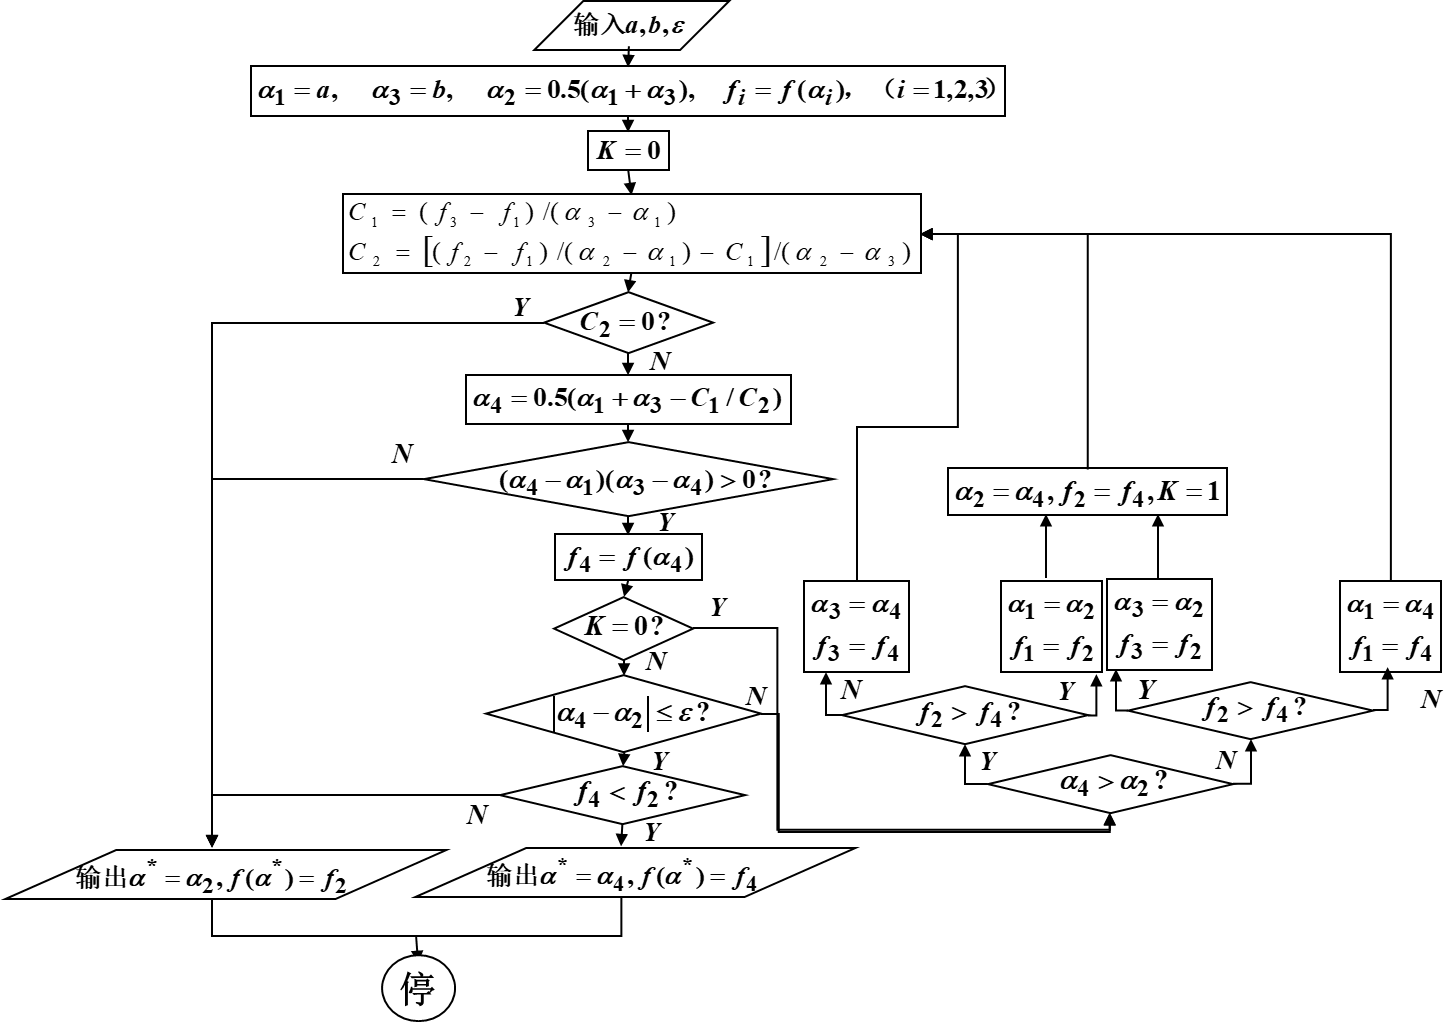 输入a,b,ε
α₁=a, α₃=b, α₂=0.5(α₁+α₃), fᵢ=f(αᵢ), （i=1,2,3）
K=0
C₁ = (f₃ − f₁)/(α₃ − α₁)
C₂ = [(f₂ − f₁)/(α₂ − α₁) − C₁]/(α₂ − α₃)
Y
C₂=0?
N
α₄=0.5(α₁+α₃−C₁/C₂)
N
(α₄−α₁)(α₃−α₄)>0?
Y
α₂=α₄,f₂=f₄,K=1
f₄=f(α₄)
K=0?
Y
N
α₃=α₄
f₃=f₄
α₁=α₂
f₁=f₂
α₃=α₂
f₃=f₂
α₁=α₄
f₁=f₄
|α₄−α₂|≤ε?
N
Y
N
f₂>f₄?
Y
Y
f₂>f₄?
N
Y
α₄>α₂?
N
f₄<f₂?
N
Y
输出α*=α₂,f(α*)=f₂
输出α*=α₄,f(α*)=f₄
停